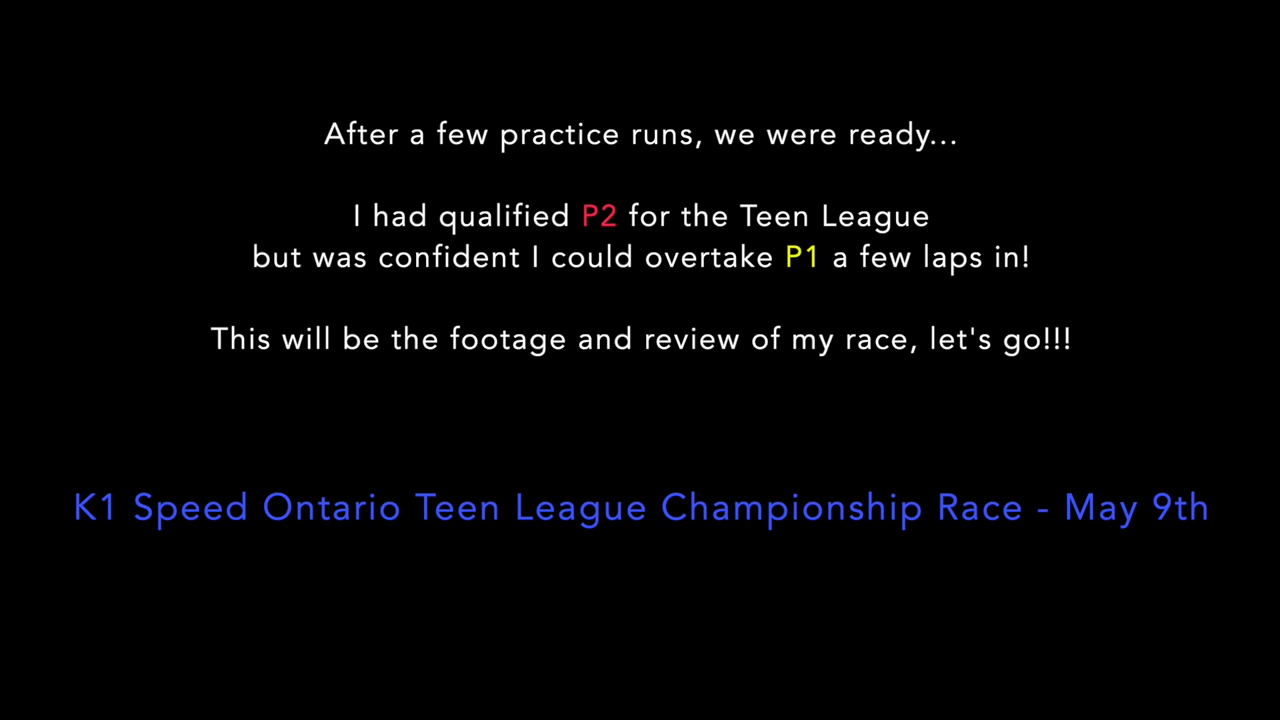 After a few practice runs, we were ready...
I had qualified P2 for the Teen League
but was confident I could overtake P1 a few laps in!
This will be the footage and review of my race, let's go!!!
K1 Speed Ontario Teen League Championship Race - May 9th